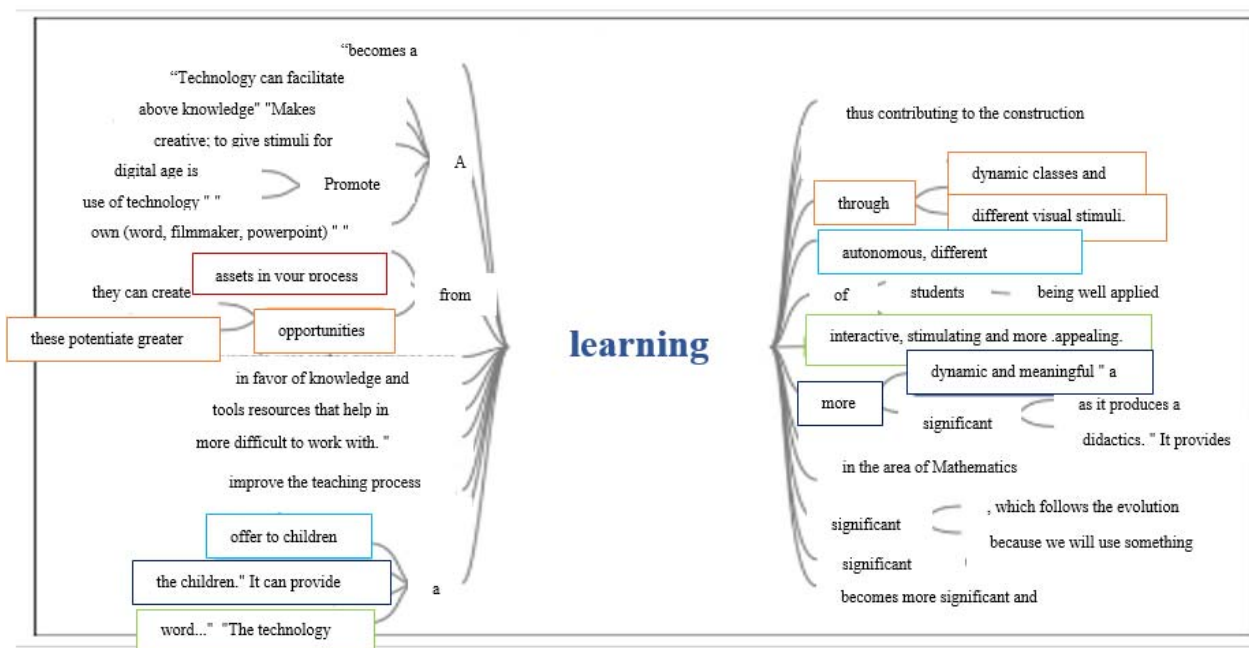 “becomes a
“Technology can facilitate
above knowledge" "Makes
creative; to give stimuli for
A
digital age is
Promote
use of technology " "
own (word, filmmaker, powerpoint) " "
assets in your process
they can create
from
these potentiate greater
opportunities
in favor of knowledge and
tools resources that help in
more difficult to work with. "
improve the teaching process
offer to children
the children." It can provide
a
word..." "The technology
learning
thus contributing to the construction
through
dynamic classes and
different visual stimuli.
autonomous, different
of
students
being well applied
interactive, stimulating and more .appealing.
more
dynamic and meaningful " a
significant
as it produces a
didactics. " It provides
in the area of Mathematics
significant
, which follows the evolution
because we will use something
significant
becomes more significant and